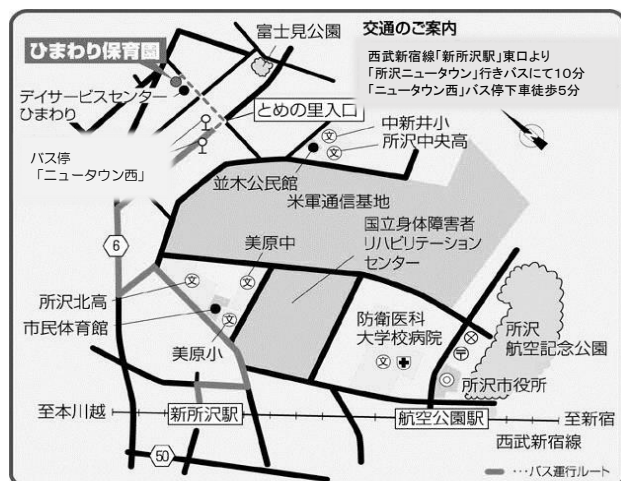 富士見公園
交通のご案内
西武新宿線「新所沢駅」東口より
「所沢ニュータウン」行きバスにて10分
「ニュータウン西」バス停下車徒歩5分
ひまわり保育園
デイサービスセンター
ひまわり
とめの里入口
文 中新井小
文 所沢中央高
バス停
「ニュータウン西」
並木公民館
米軍通信基地
国立身体障害者
リハビリテーション
センター
6
美原中
文
所沢北高
文
市民体育館
文
美原小
防衛医科
大学校病院
文
所沢
航空記念公園
〒
所沢市役所
至本川越
新所沢駅
航空公園駅
至新宿
西武新宿線
50
…バス運行ルート